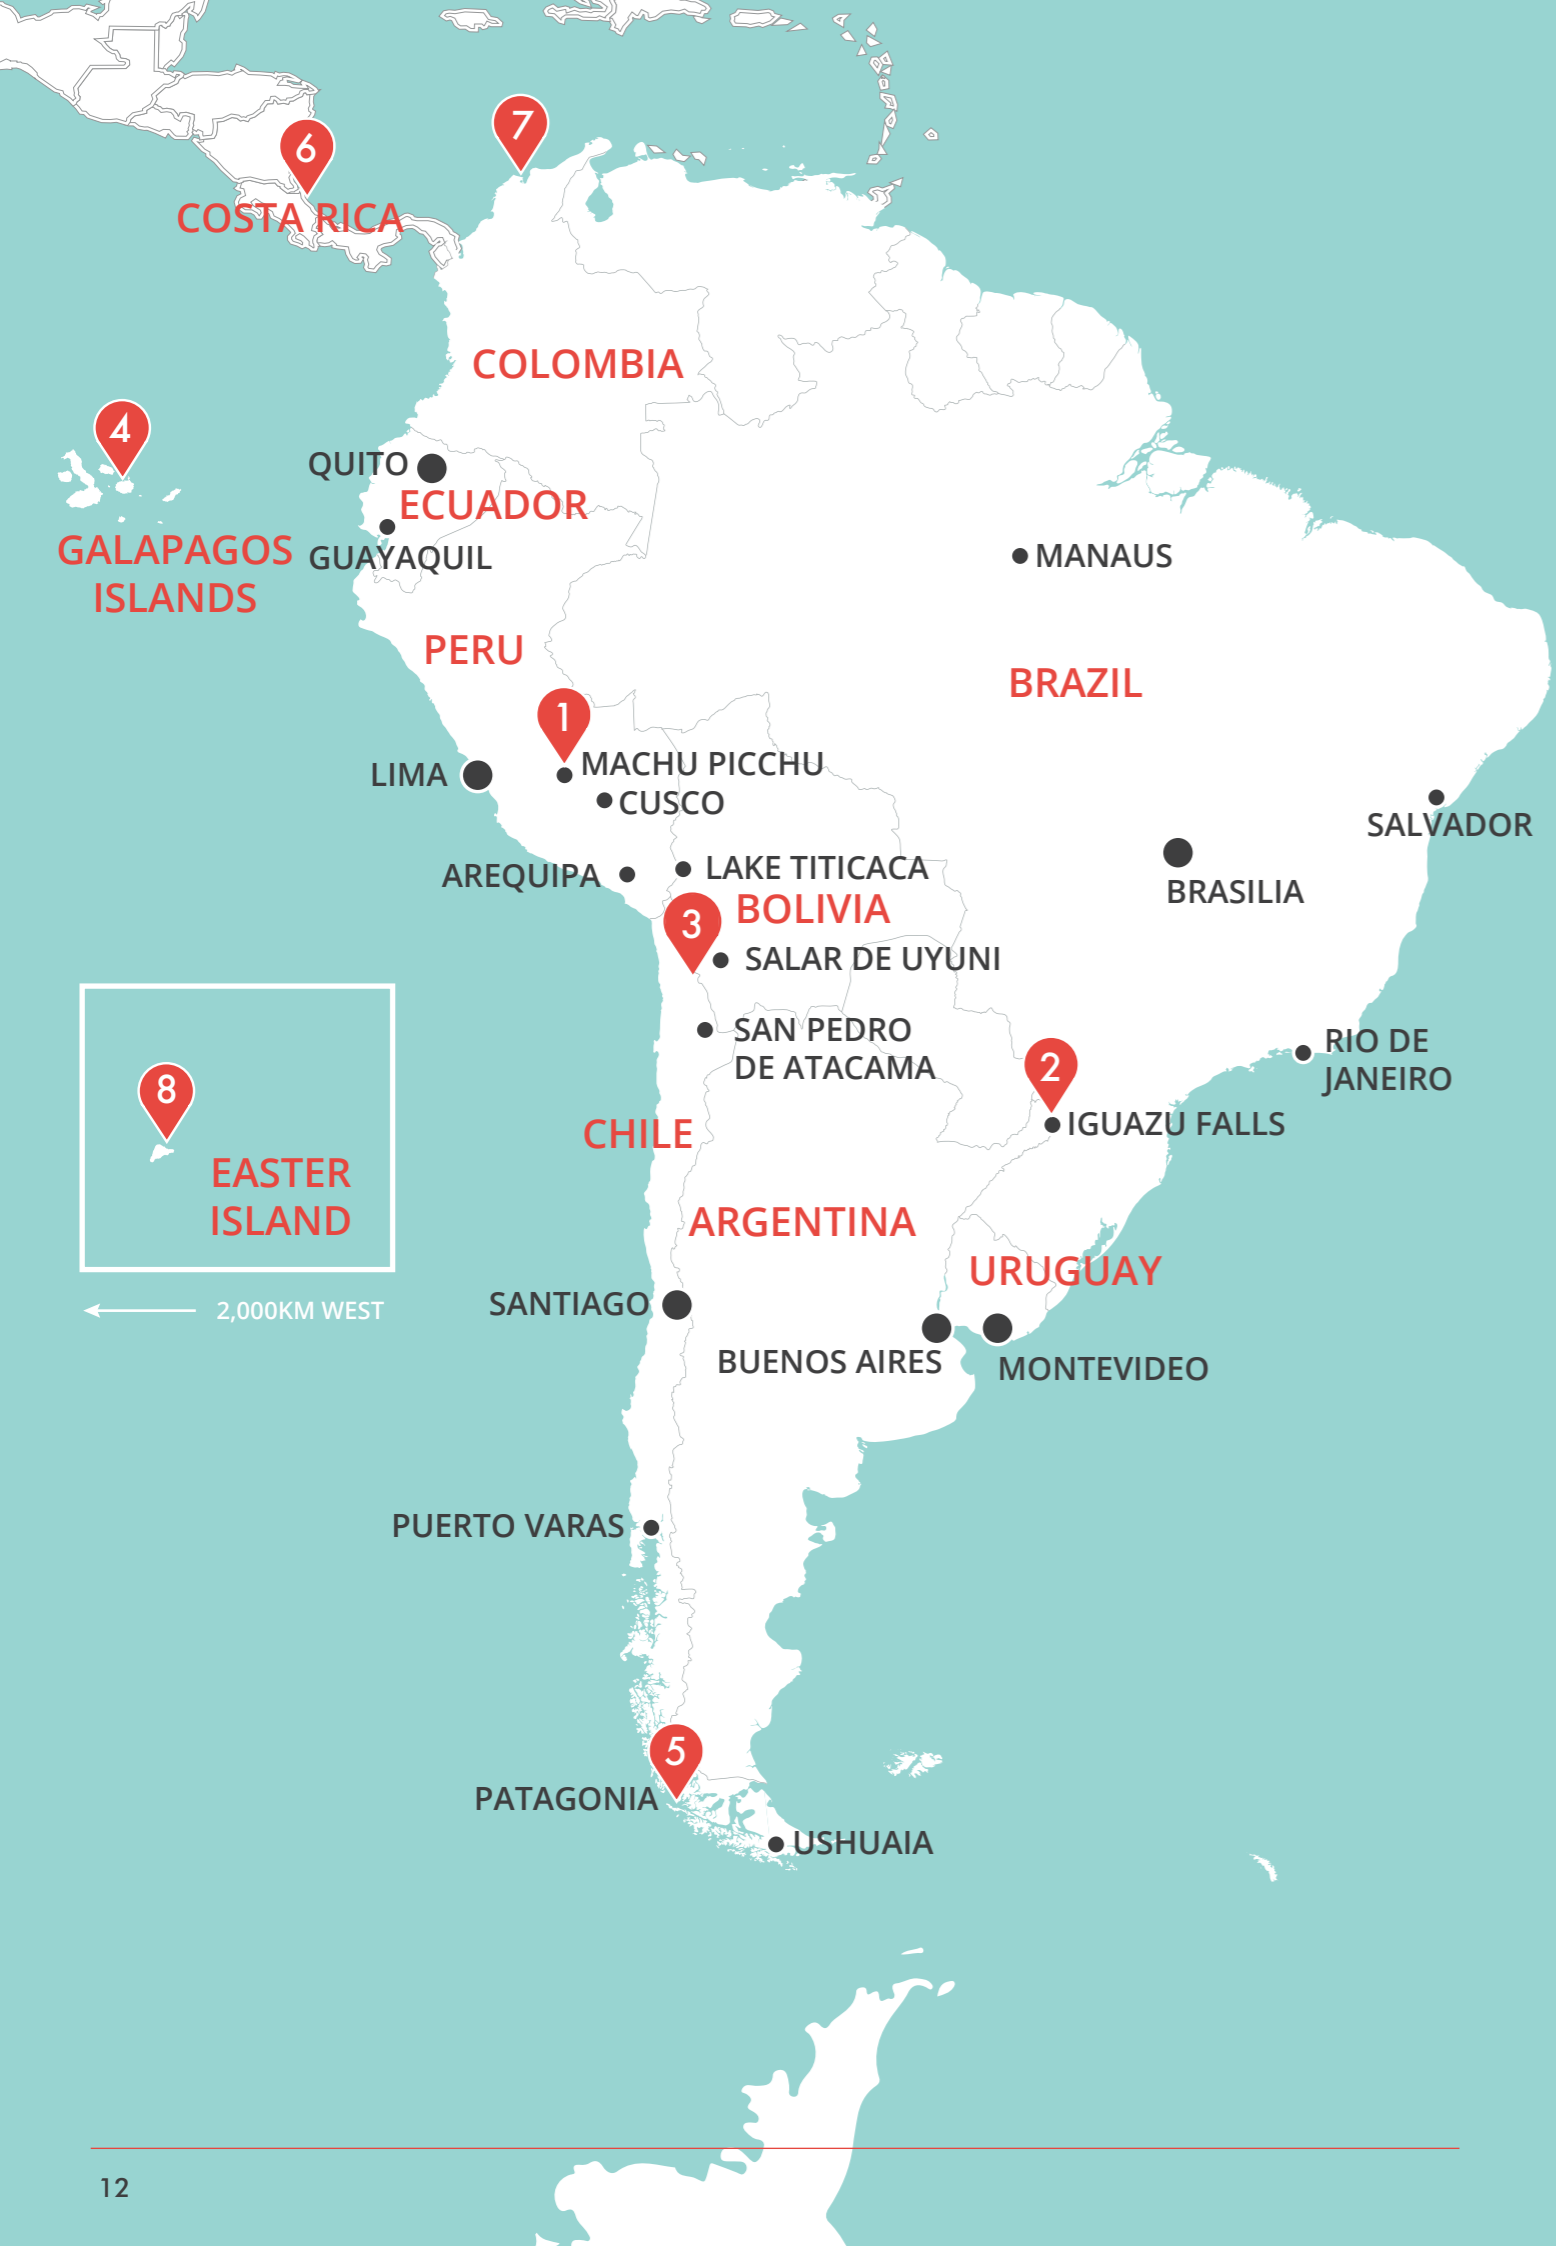 7
6
COSTA RICA
COLOMBIA
4
QUITO
ECUADOR
GALAPAGOS
ISLANDS
GUAYAQUIL
MANAUS
PERU
BRAZIL
1
MACHU PICCHU
LIMA
CUSCO
SALVADOR
AREQUIPA
LAKE TITICACA
BRASILIA
3
BOLIVIA
SALAR DE UYUNI
SAN PEDRO
DE ATACAMA
RIO DE
JANEIRO
2
8
IGUAZU FALLS
CHILE
EASTER
ISLAND
ARGENTINA
URUGUAY
SANTIAGO
2,000KM WEST
BUENOS AIRES
MONTEVIDEO
PUERTO VARAS
5
PATAGONIA
USHUAIA
12